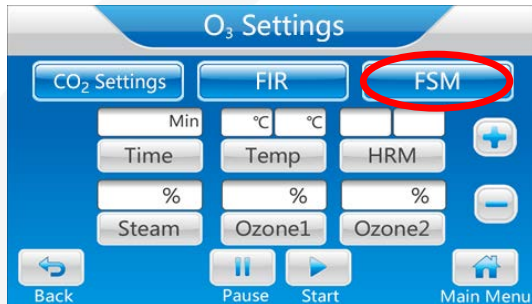 O₃ Settings
CO₂ Settings FIR FSM
Min ℃ ℃
Time Temp HRM
% % %
Steam Ozone1 Ozone2
Back Pause Start Main Menu